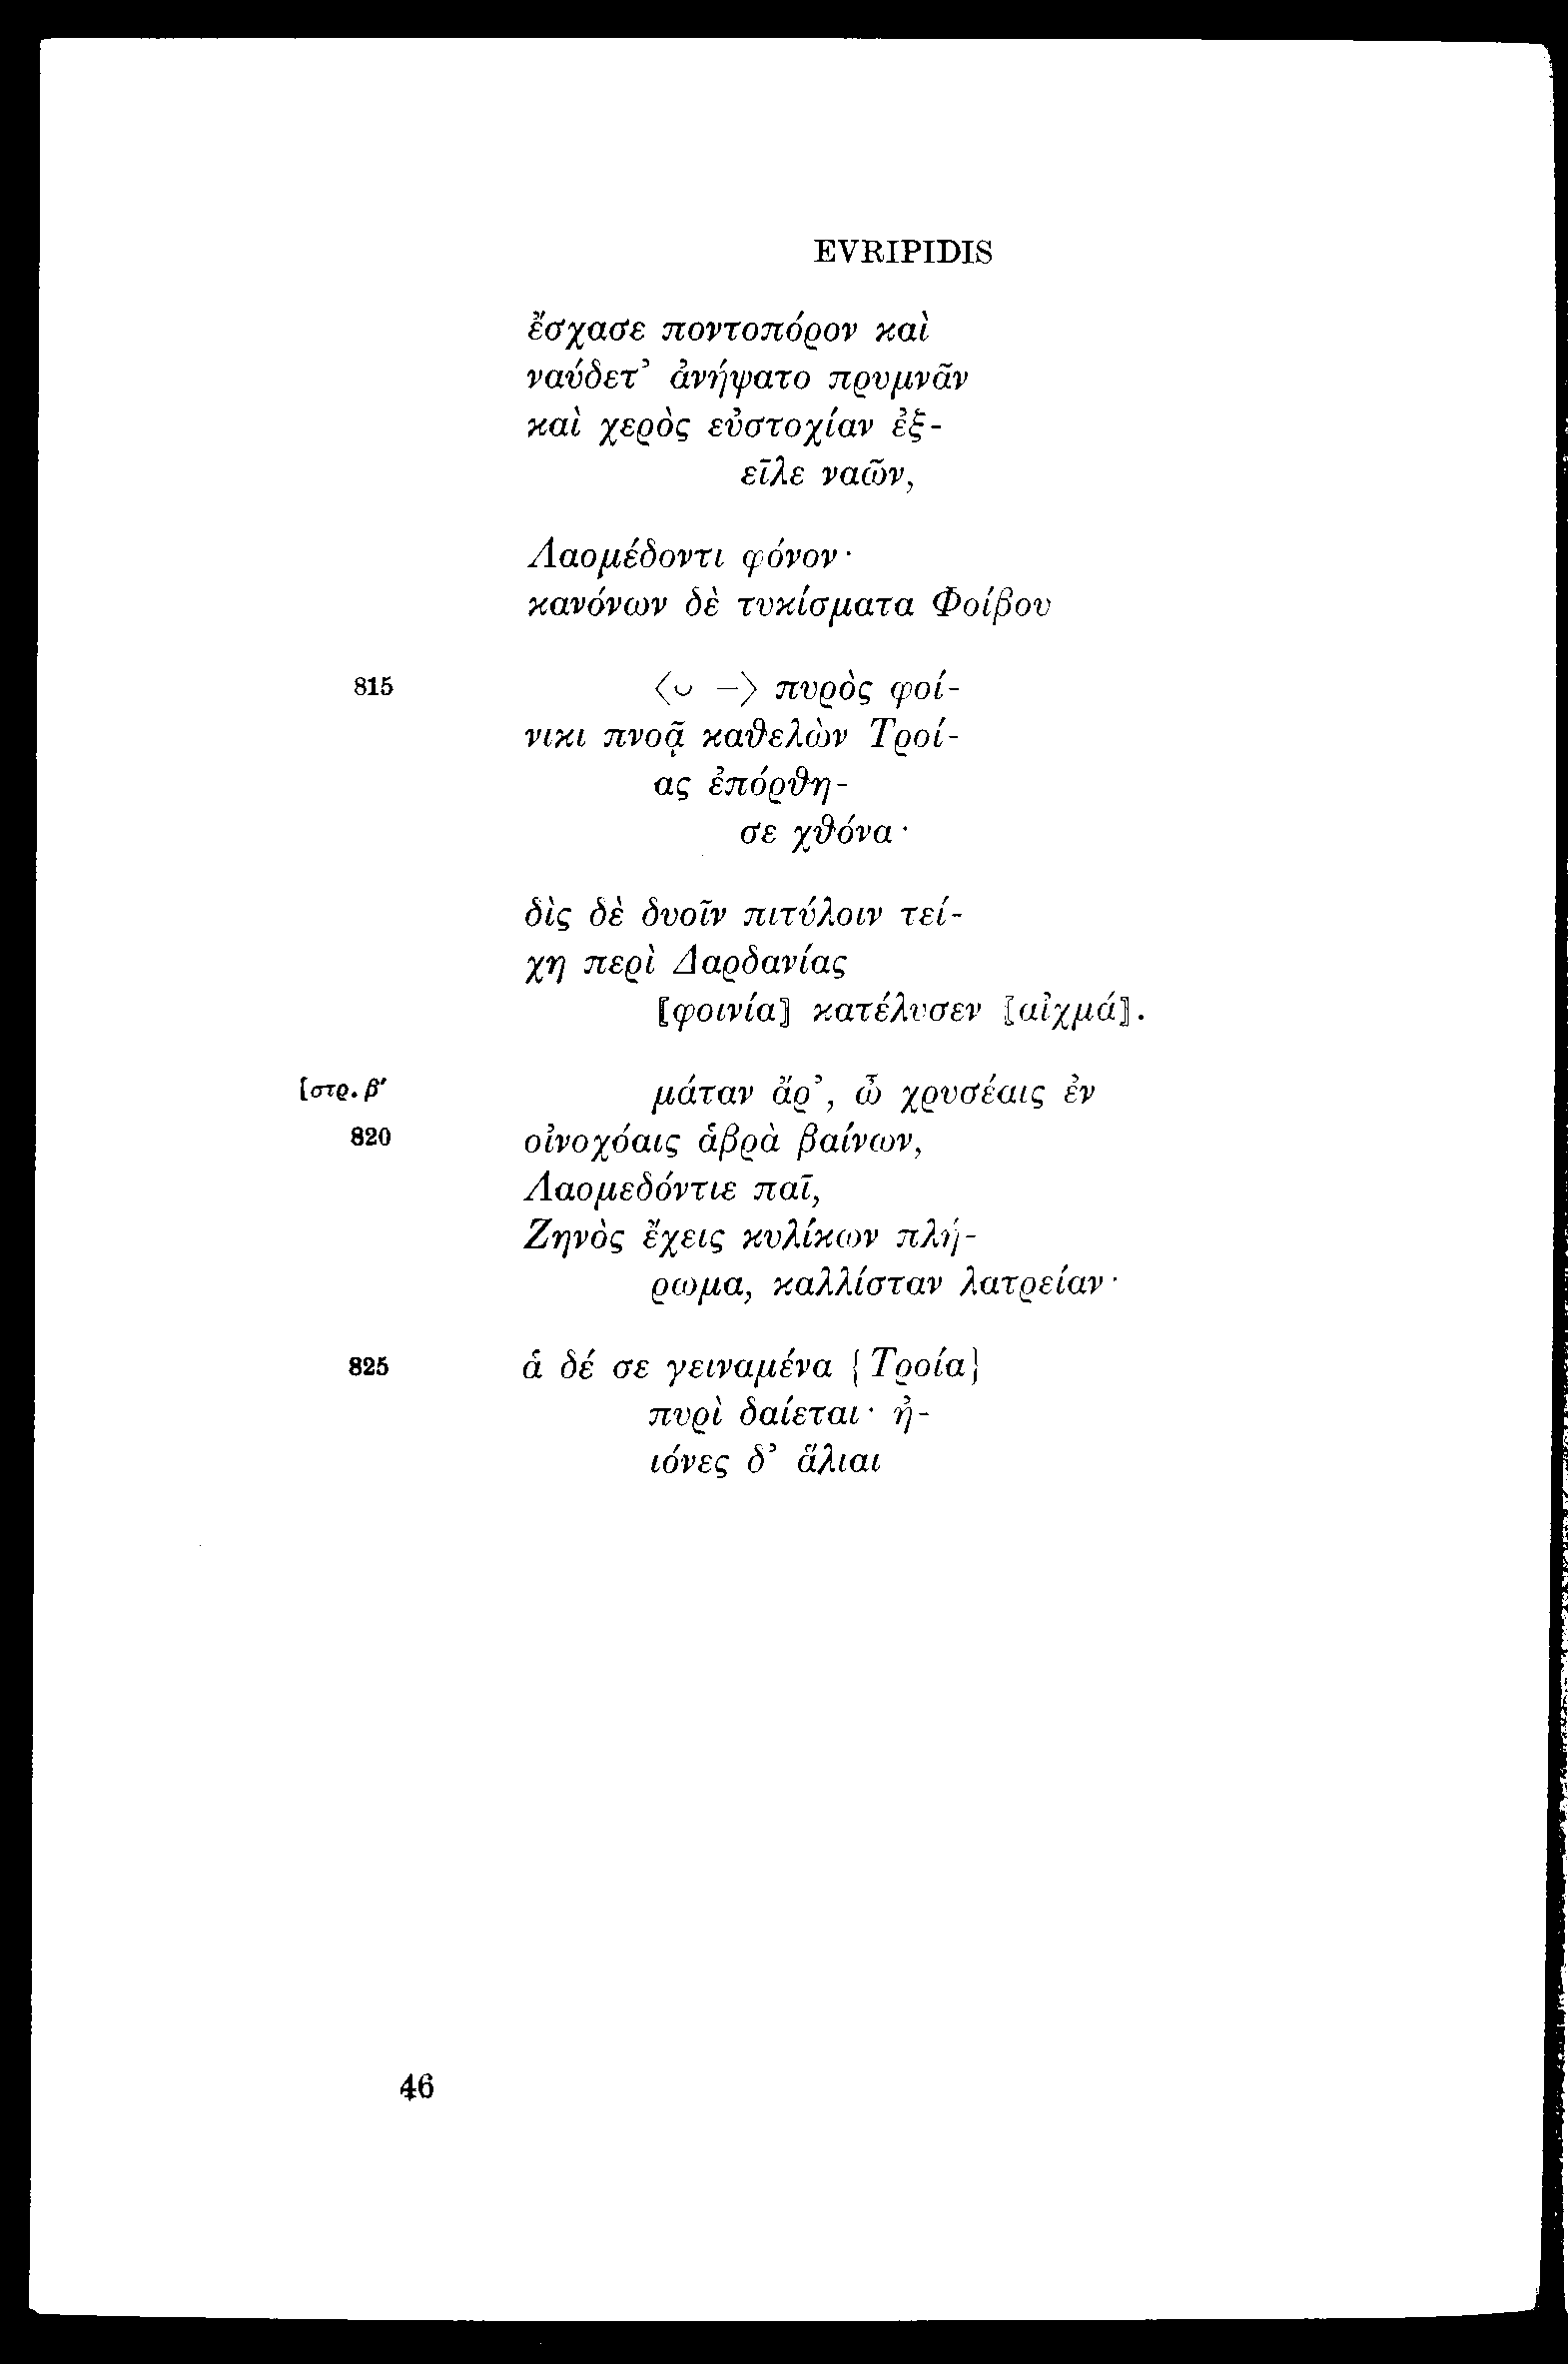 EVRIPIDIS
ἔσχασε ποντοπόρον καὶ
ναύδετ’ ἀνήψατο πρυμνᾶν
καὶ χερὸς εὐστοχίαν ἐξ-
εῖλε ναῶν,
Λαομέδοντι φόνον·
κανόνων δὲ τυκίσματα Φοίβου
815 ⟨⏑ –⟩ πυρὸς φοί-
νικι πνοᾷ καθελὼν Τροί-
ας ἐπόρθη-
σε χθόνα·
δὶς δὲ δυοῖν πιτύλοιν τεί-
χη περὶ Δαρδανίας
⟦φοινία⟧ κατέλυσεν ⟦αἰχμά⟧.
[στρ. β′ μάταν ἄρ’, ὦ χρυσέαις ἐν
820 οἰνοχόαις ἁβρὰ βαίνων,
Λαομεδόντιε παῖ,
Ζηνὸς ἔχεις κυλίκων πλή-
ρωμα, καλλίσταν λατρείαν·
825 ἁ δέ σε γειναμένα {Τροία}
πυρὶ δαίεται· ἠ-
ιόνες δ’ ἅλιαι
46